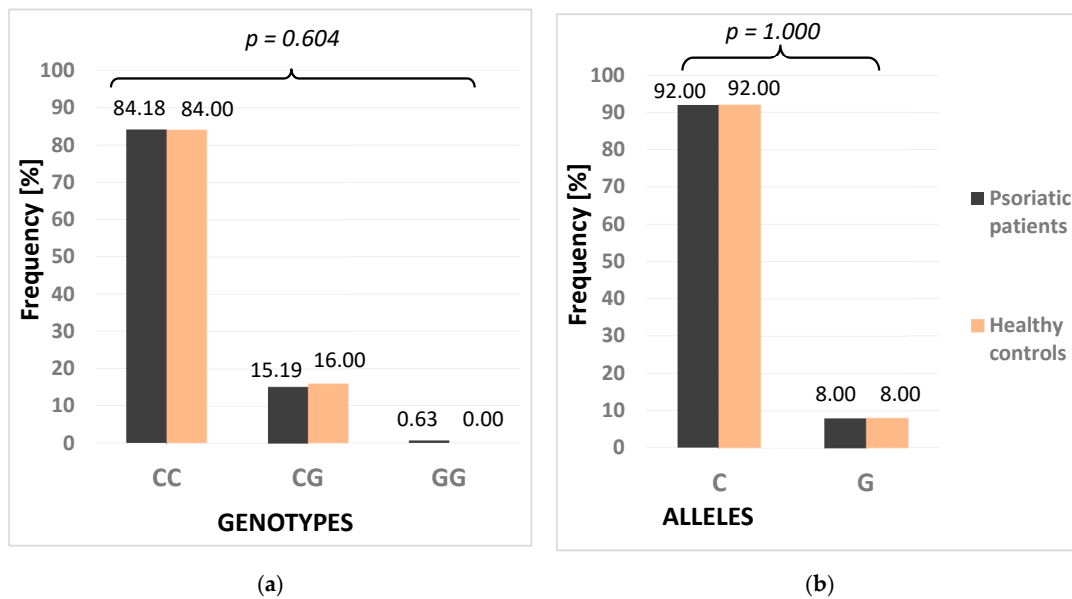 p = 0.604
100
90
80
70
60
50
40
30
20
10
0
Frequency [%]
84.18 84.00
15.19 16.00
0.63 0.00
CC CG GG
GENOTYPES
(a)
p = 1.000
100
90
80
70
60
50
40
30
20
10
0
Frequency [%]
92.00 92.00
8.00 8.00
C G
ALLELES
Psoriatic
patients
Healthy
controls
(b)